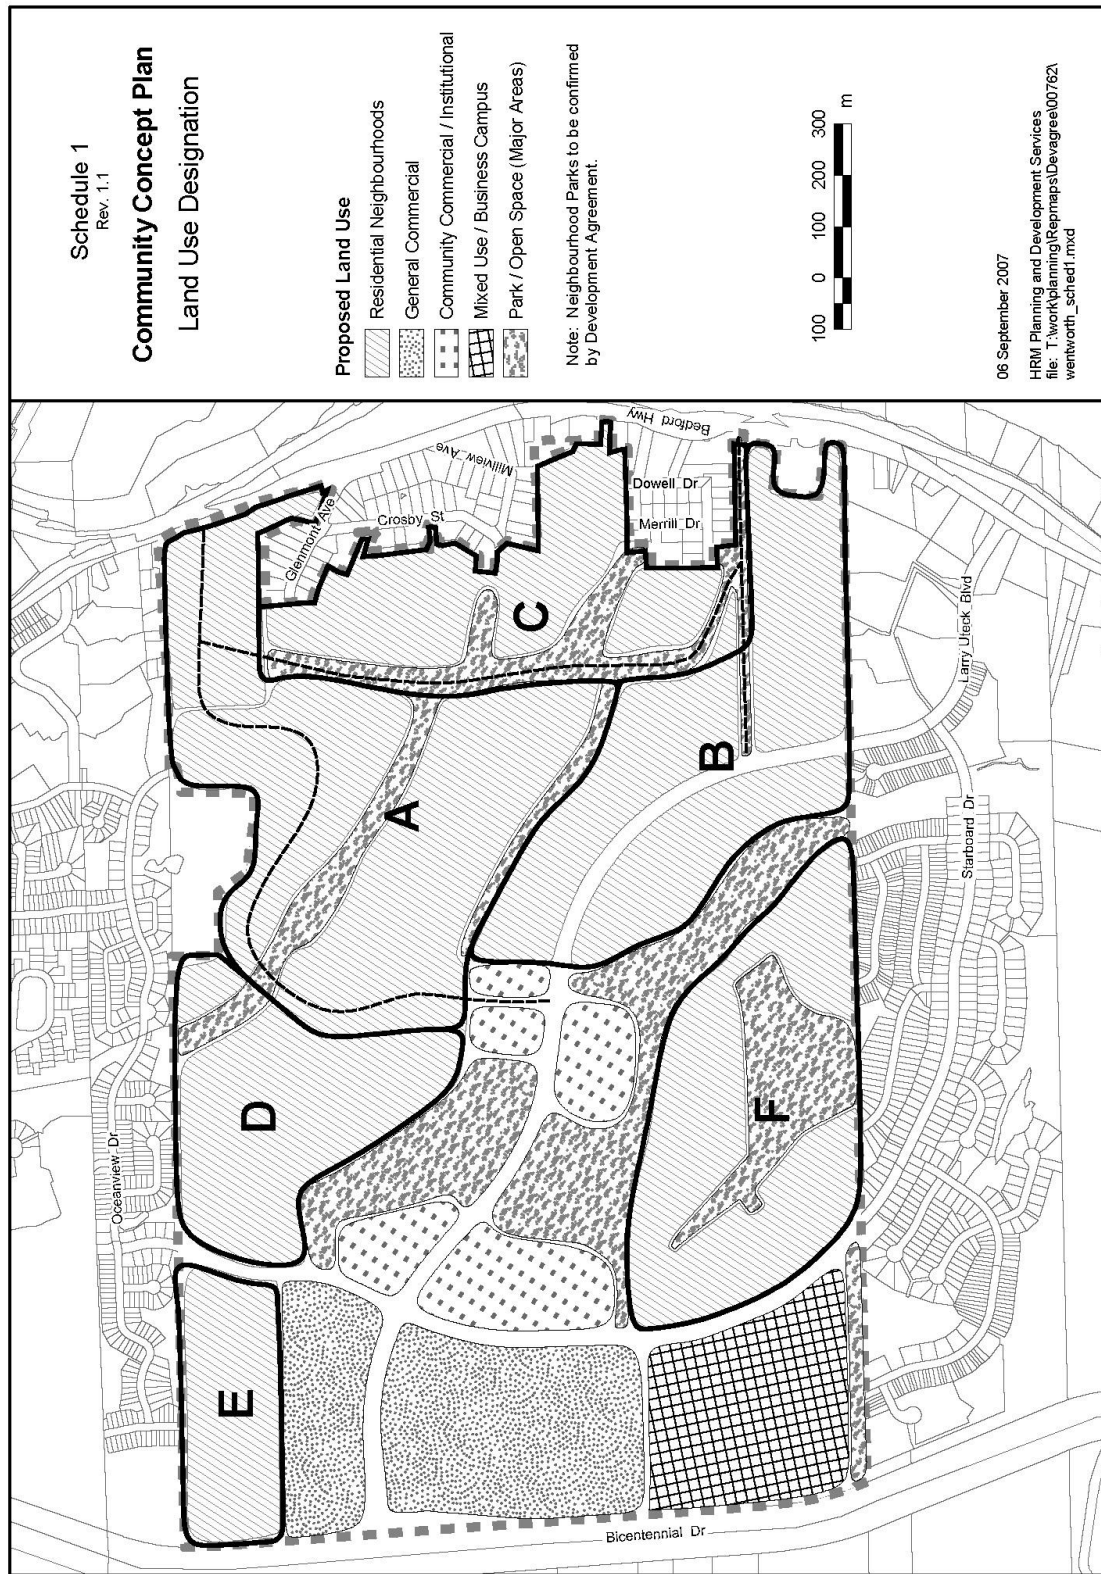 Schedule 1
Rev. 1.1
Community Concept Plan
Land Use Designation
Proposed Land Use
Residential Neighbourhoods
General Commercial
Community Commercial / Institutional
Mixed Use / Business Campus
Park / Open Space (Major Areas)
Note: Neighbourhood Parks to be confirmed
by Development Agreement.
100 0 100 200 300
m
06 September 2007
HRM Planning and Development Services
file: T:\work\planning\Repmaps\Devagree\00762\
wentworth_sched1.mxd
Bedford Hwy
Millview Ave
Crosby St
Glenmont Ave
Dowell Dr
Merrill Dr
Larry Uteck Blvd
Starboard Dr
Oceanview Dr
Bicentennial Dr
A
B
C
D
E
F